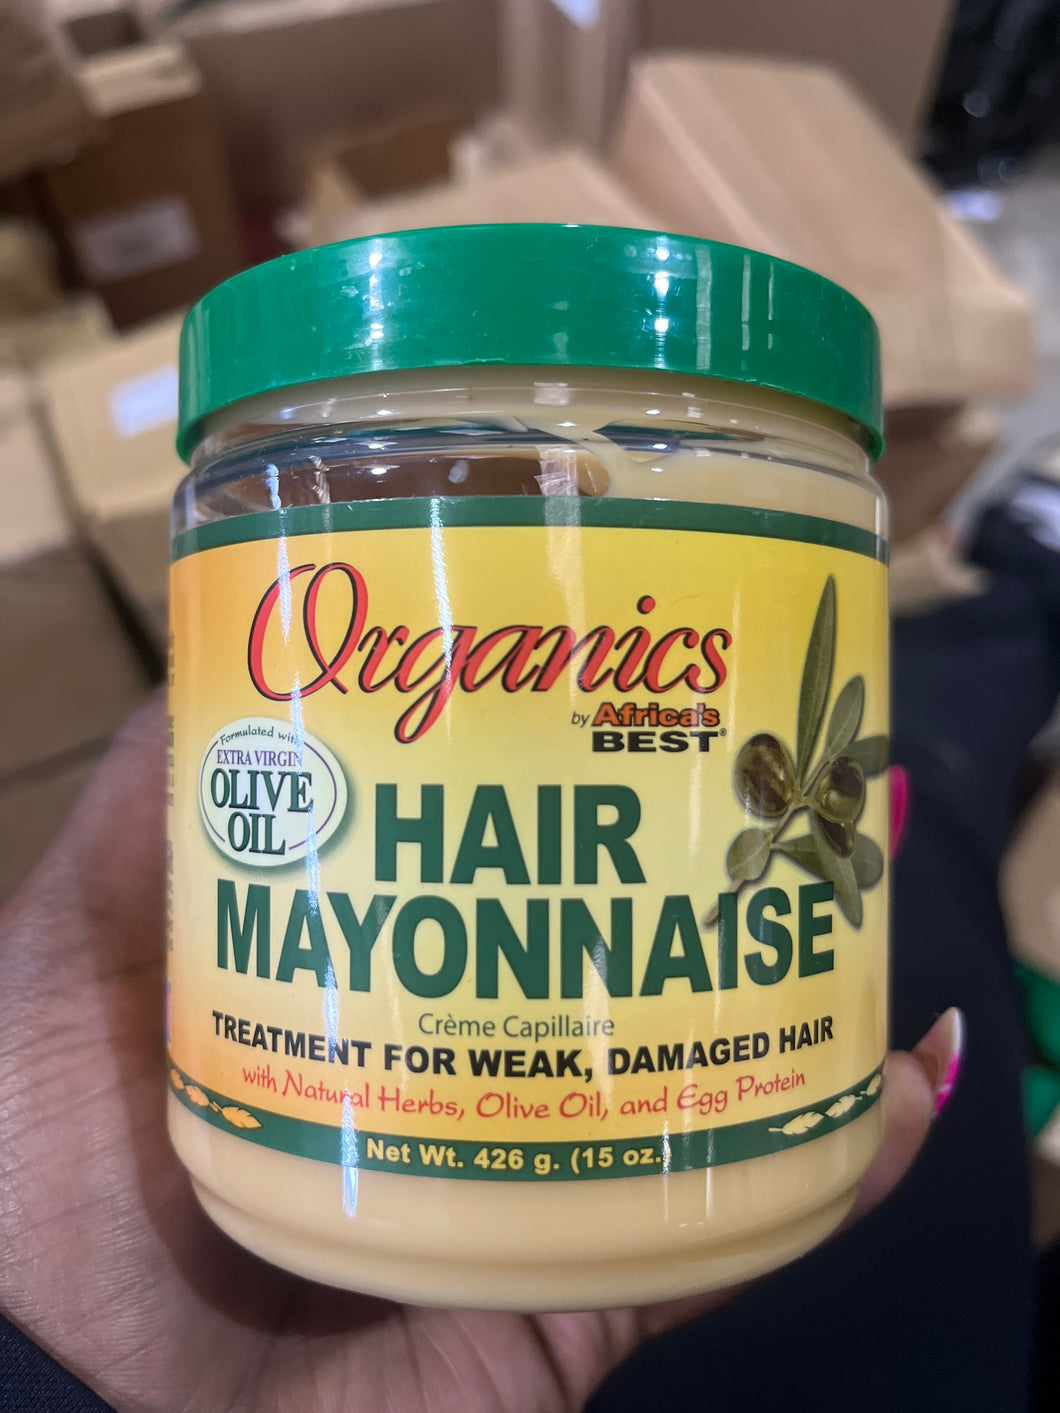 Organics
by Africa's
BEST®
Formulated with
EXTRA VIRGIN
OLIVE
OIL
HAIR
MAYONNAISE
Crème Capillaire
TREATMENT FOR WEAK, DAMAGED HAIR
with Natural Herbs, Olive Oil, and Egg Protein
Net Wt. 426 g. (15 oz.